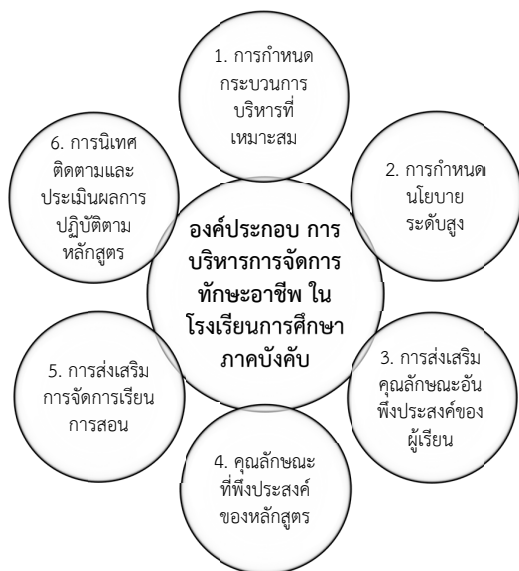 1. การกำหนด
กระบวนการ
บริหารที่
เหมาะสม
2. การกำหนด
นโยบาย
ระดับสูง
3. การส่งเสริม
คุณลักษณะอัน
พึงประสงค์ของ
ผู้เรียน
4. คุณลักษณะ
ที่พึงประสงค์
ของหลักสูตร
5. การส่งเสริม
การจัดการเรียน
การสอน
6. การนิเทศ
ติดตามและ
ประเมินผลการ
ปฏิบัติตาม
หลักสูตร
องค์ประกอบ การ
บริหารการจัดการ
ทักษะอาชีพ ใน
โรงเรียนการศึกษา
ภาคบังคับ